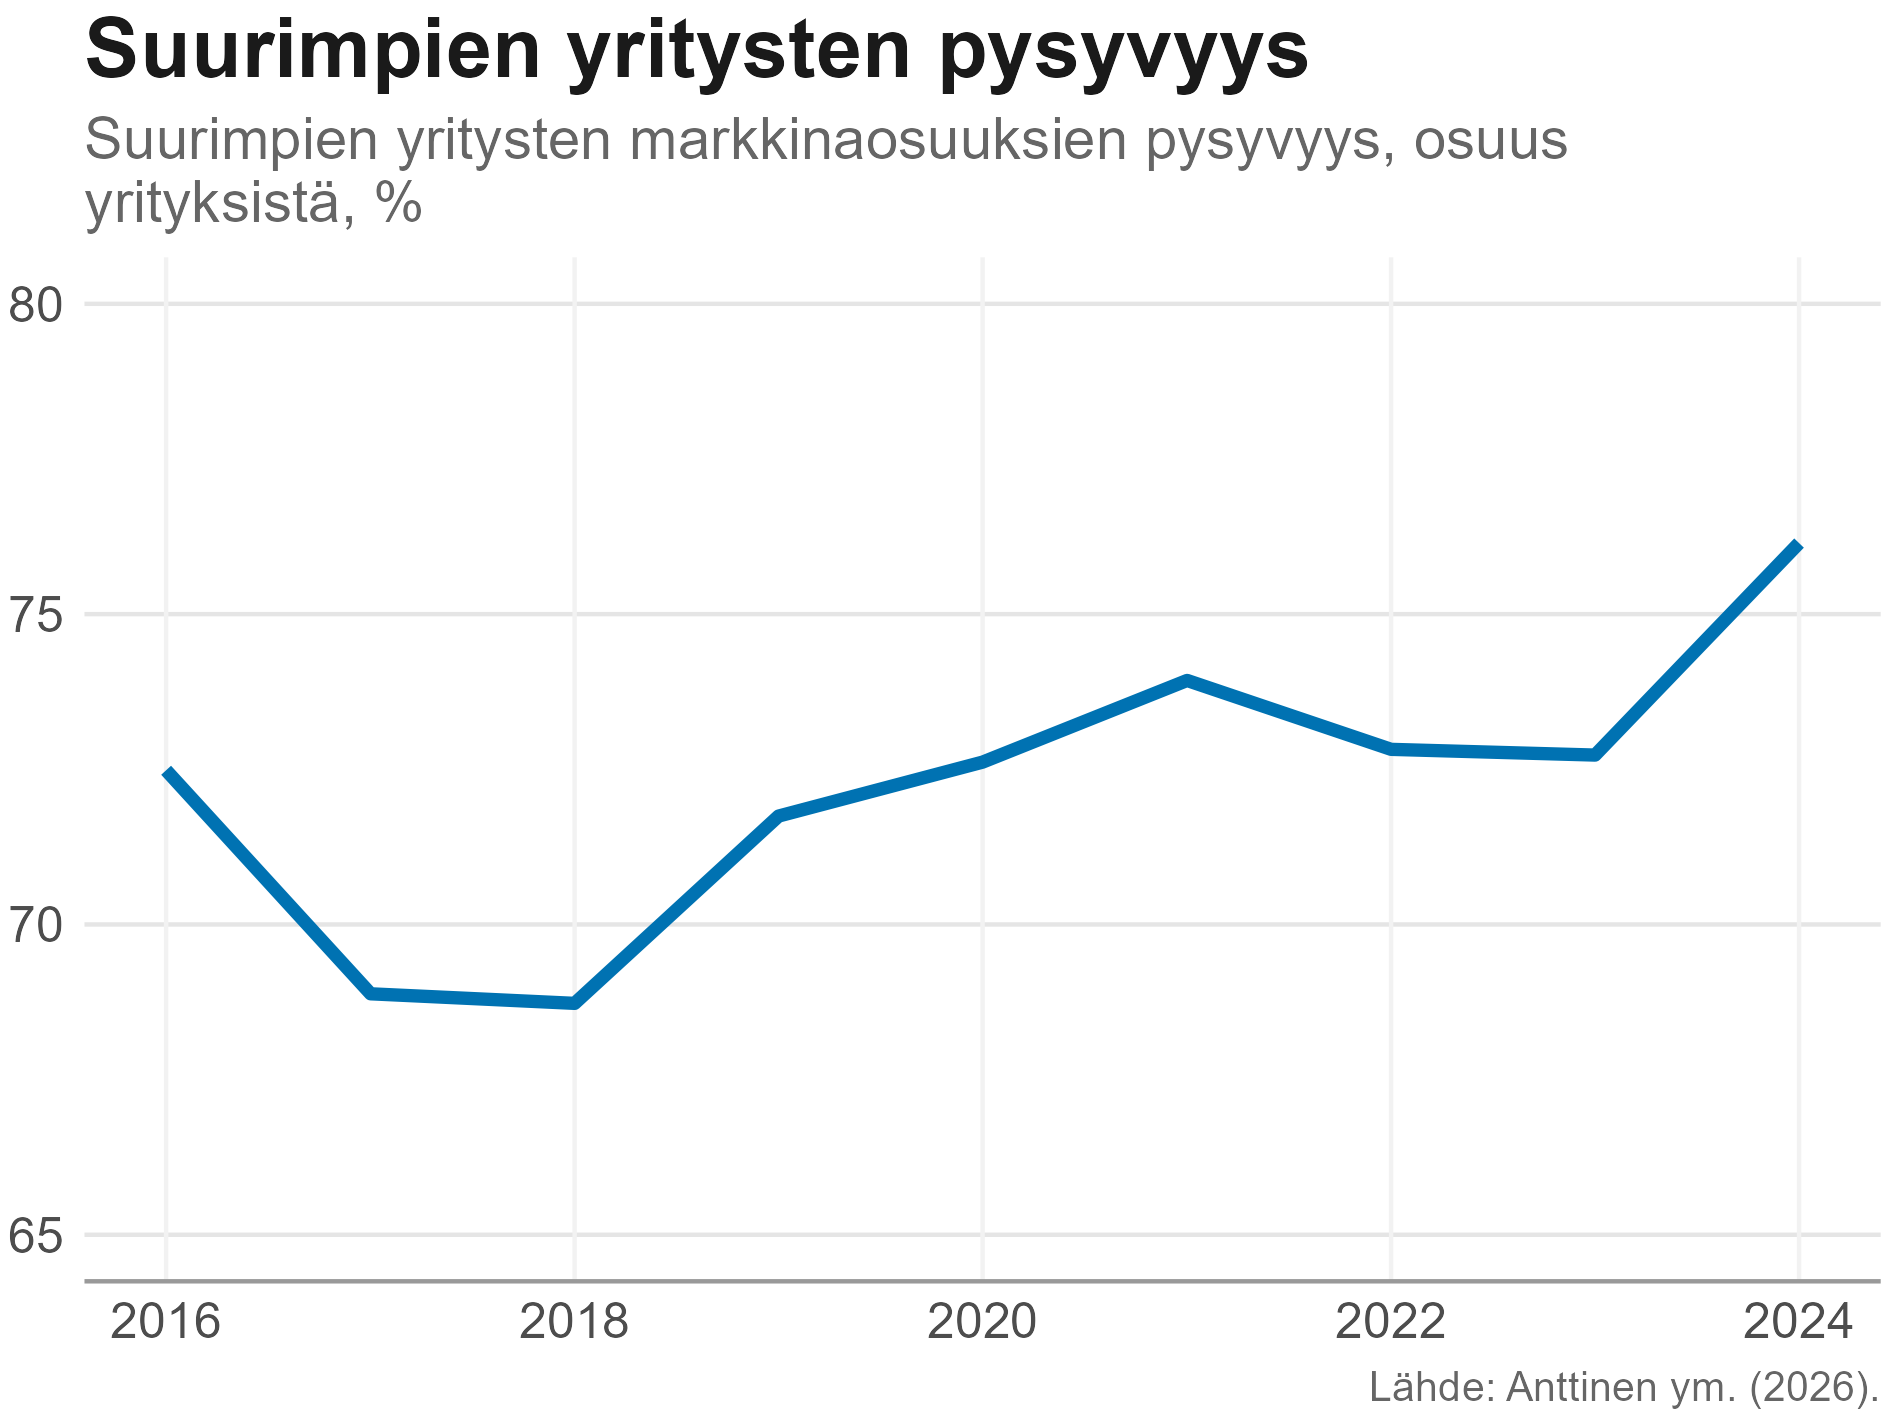 Suurimpien yritysten pysyvyys
Suurimpien yritysten markkinaosuuksien pysyvyys, osuus
yrityksistä, %
80
75
70
65
2016 2018 2020 2022 2024
Lähde: Anttinen ym. (2026).